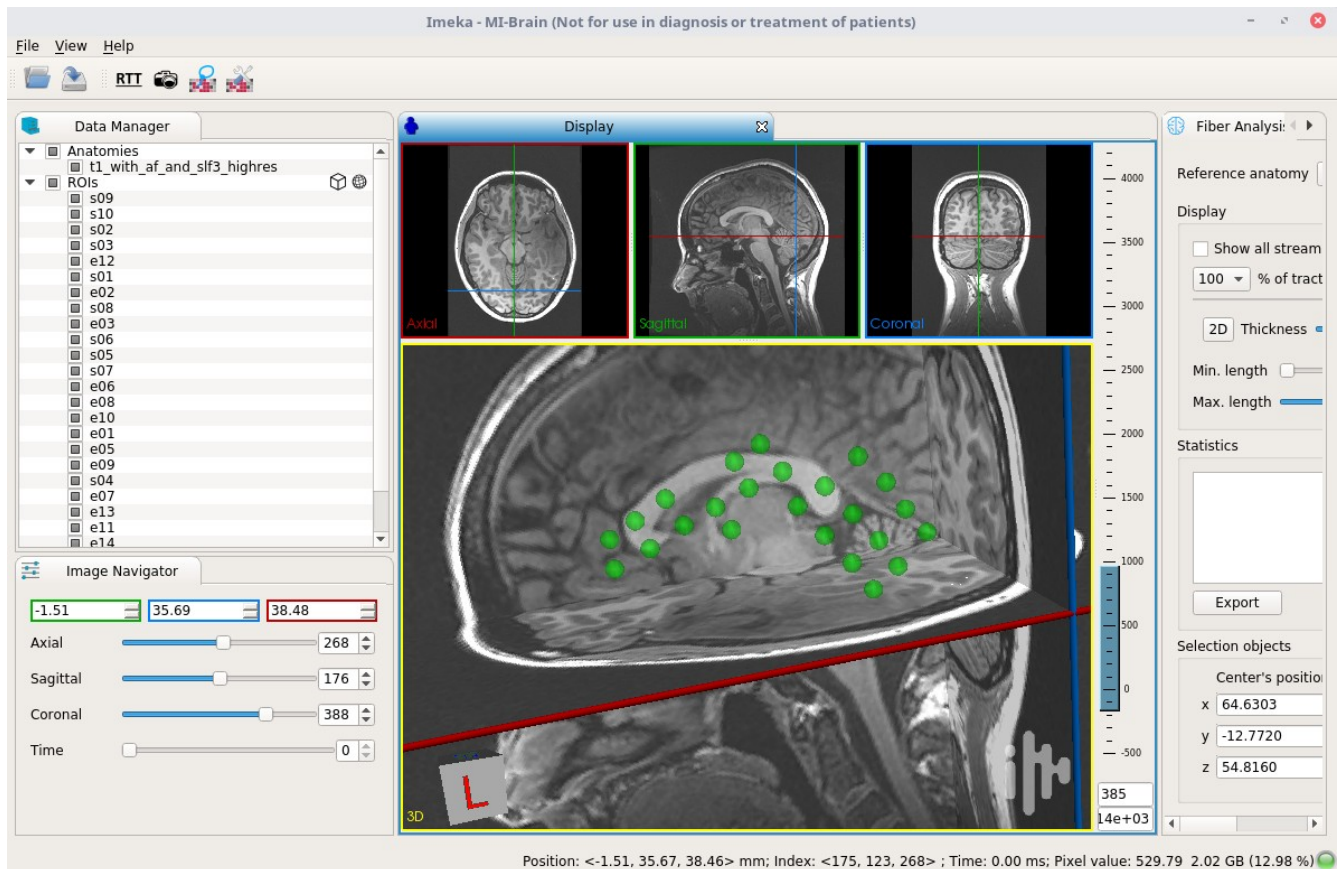 Imeka - MI-Brain (Not for use in diagnosis or treatment of patients)
File View Help
RTT
Data Manager
Anatomies
t1_with_af_and_slf3_highres
ROIs
s09
s10
s02
s03
e12
s01
e02
s08
e03
s06
s05
s07
e06
e08
e10
e01
e05
e09
s04
e07
e13
e11
e14
Image Navigator
-1.51 35.69 38.48
Axial 268
Sagittal 176
Coronal 388
Time 0
Display
Axial
Sagittal
Coronal
3D
L
4000
3500
3000
2500
2000
1500
1000
500
0
-500
385
14e+03
Fiber Analysis
Reference anatomy
Display
Show all stream
100 % of tract
2D Thickness
Min. length
Max. length
Statistics
Export
Selection objects
Center's positio
x 64.6303
y -12.7720
z 54.8160
Position: <-1.51, 35.67, 38.46> mm; Index: <175, 123, 268> ; Time: 0.00 ms; Pixel value: 529.79 2.02 GB (12.98 %)